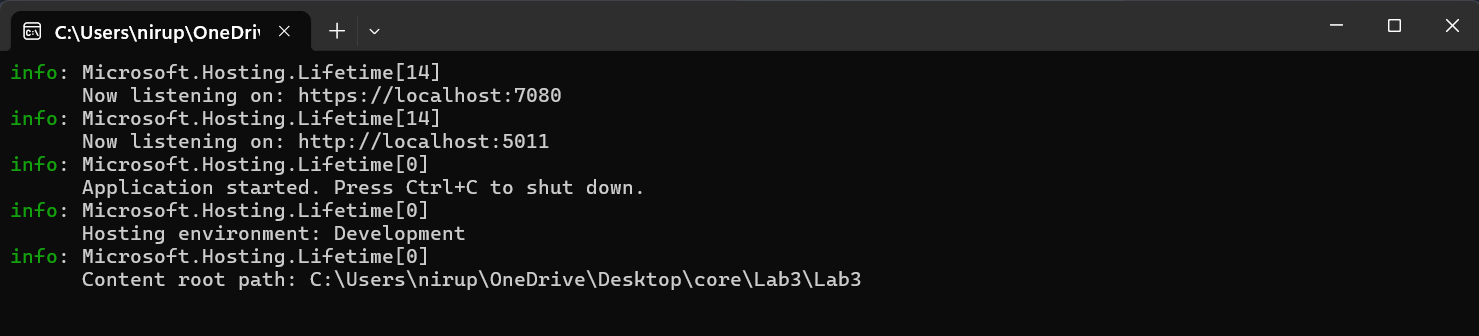 C:\Users\nirup\OneDri
info: Microsoft.Hosting.Lifetime[14]
Now listening on: https://localhost:7080
info: Microsoft.Hosting.Lifetime[14]
Now listening on: http://localhost:5011
info: Microsoft.Hosting.Lifetime[0]
Application started. Press Ctrl+C to shut down.
info: Microsoft.Hosting.Lifetime[0]
Hosting environment: Development
info: Microsoft.Hosting.Lifetime[0]
Content root path: C:\Users\nirup\OneDrive\Desktop\core\Lab3\Lab3